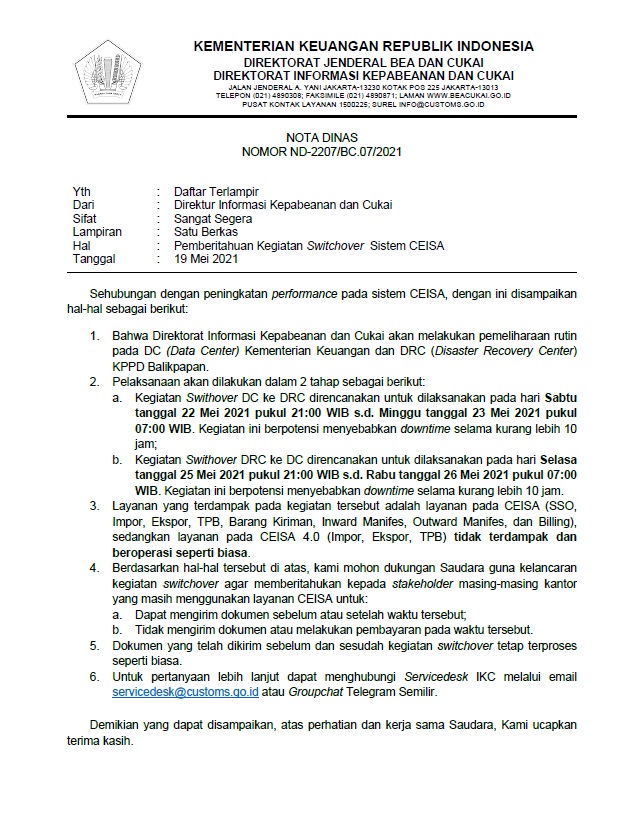 KEMENTERIAN KEUANGAN REPUBLIK INDONESIA
DIREKTORAT JENDERAL BEA DAN CUKAI
DIREKTORAT INFORMASI KEPABEANAN DAN CUKAI
JALAN JENDERAL A. YANI JAKARTA-13230 KOTAK POS 225 JAKARTA-13013
TELEPON (021) 4890308; FAKSIMILE (021) 4890871; LAMAN WWW.BEACUKAI.GO.ID
PUSAT KONTAK LAYANAN 1500225; SUREL INFO@CUSTOMS.GO.ID
NOTA DINAS
NOMOR ND-2207/BC.07/2021
Yth : Daftar Terlampir
Dari : Direktur Informasi Kepabeanan dan Cukai
Sifat : Sangat Segera
Lampiran : Satu Berkas
Hal : Pemberitahuan Kegiatan Switchover Sistem CEISA
Tanggal : 19 Mei 2021
Sehubungan dengan peningkatan performance pada sistem CEISA, dengan ini disampaikan
hal-hal sebagai berikut:
1. Bahwa Direktorat Informasi Kepabeanan dan Cukai akan melakukan pemeliharaan rutin
pada DC (Data Center) Kementerian Keuangan dan DRC (Disaster Recovery Center)
KPPD Balikpapan.
2. Pelaksanaan akan dilakukan dalam 2 tahap sebagai berikut:
a. Kegiatan Swithover DC ke DRC direncanakan untuk dilaksanakan pada hari Sabtu
tanggal 22 Mei 2021 pukul 21:00 WIB s.d. Minggu tanggal 23 Mei 2021 pukul
07:00 WIB. Kegiatan ini berpotensi menyebabkan downtime selama kurang lebih 10
jam;
b. Kegiatan Swithover DRC ke DC direncanakan untuk dilaksanakan pada hari Selasa
tanggal 25 Mei 2021 pukul 21:00 WIB s.d. Rabu tanggal 26 Mei 2021 pukul 07:00
WIB. Kegiatan ini berpotensi menyebabkan downtime selama kurang lebih 10 jam.
3. Layanan yang terdampak pada kegiatan tersebut adalah layanan pada CEISA (SSO,
Impor, Ekspor, TPB, Barang Kiriman, Inward Manifes, Outward Manifes, dan Billing),
sedangkan layanan pada CEISA 4.0 (Impor, Ekspor, TPB) tidak terdampak dan
beroperasi seperti biasa.
4. Berdasarkan hal-hal tersebut di atas, kami mohon dukungan Saudara guna kelancaran
kegiatan switchover agar memberitahukan kepada stakeholder masing-masing kantor
yang masih menggunakan layanan CEISA untuk:
a. Dapat mengirim dokumen sebelum atau setelah waktu tersebut;
b. Tidak mengirim dokumen atau melakukan pembayaran pada waktu tersebut.
5. Dokumen yang telah dikirim sebelum dan sesudah kegiatan switchover tetap terproses
seperti biasa.
6. Untuk pertanyaan lebih lanjut dapat menghubungi Servicedesk IKC melalui email
servicedesk@customs.go.id atau Groupchat Telegram Semilir.
Demikian yang dapat disampaikan, atas perhatian dan kerja sama Saudara, Kami ucapkan
terima kasih.